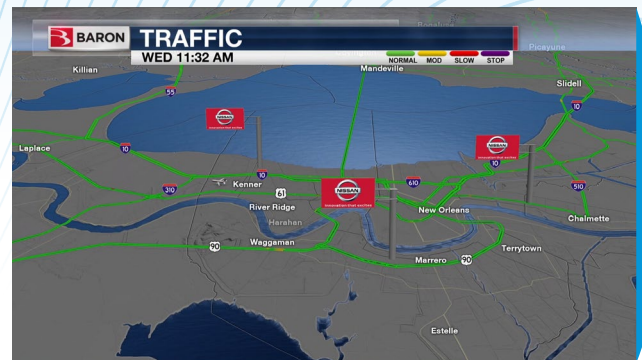 BARON
TRAFFIC
WED 11:32 AM
NORMAL MOD SLOW STOP
Picayune
Killian
Mandeville
Slidell
55
10
NISSAN
Laplace
10
NISSAN
10
10
610
310
Kenner
61
NISSAN
510
River Ridge
New Orleans
Harahan
Chalmette
90
Waggaman
Terrytown
Marrero
90
Estelle